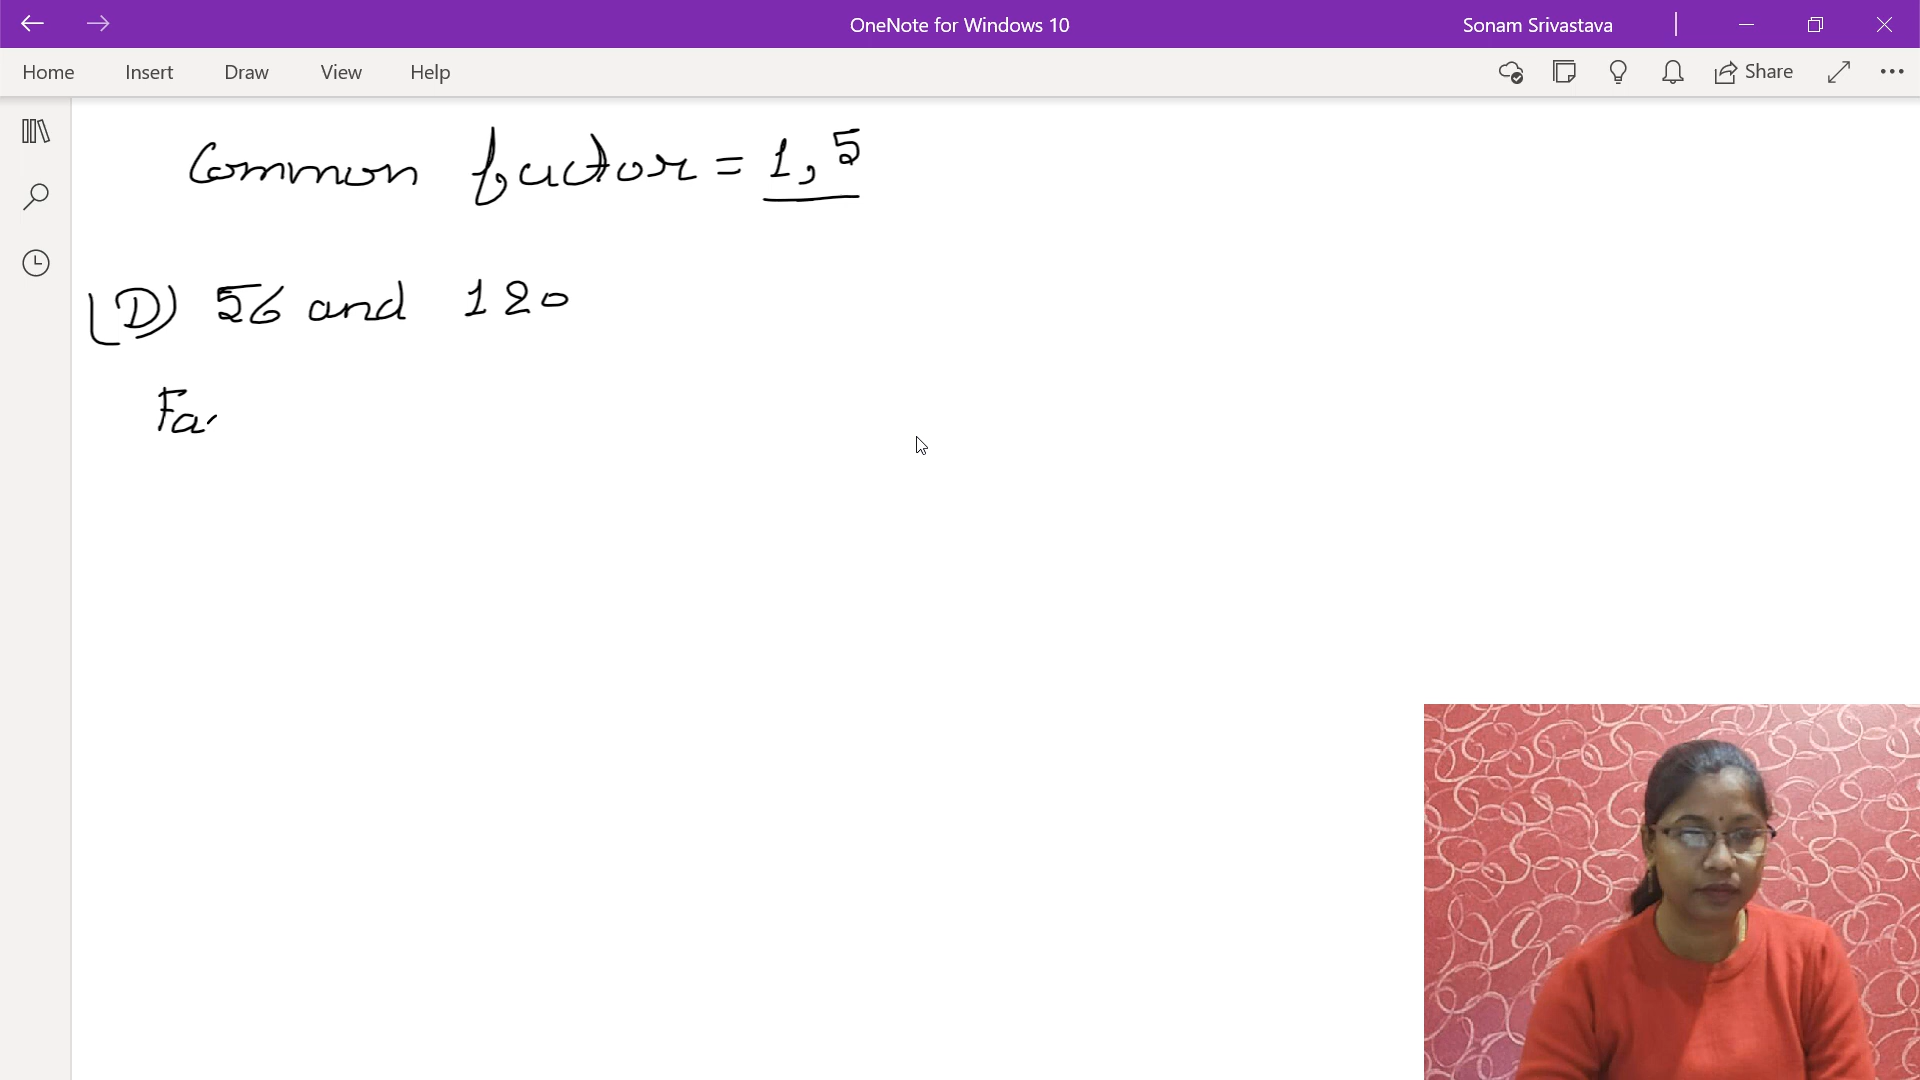 OneNote for Windows 10
Sonam Srivastava
Home Insert Draw View Help
Share
Common factor = 1, 5
(D) 56 and 120
Fa